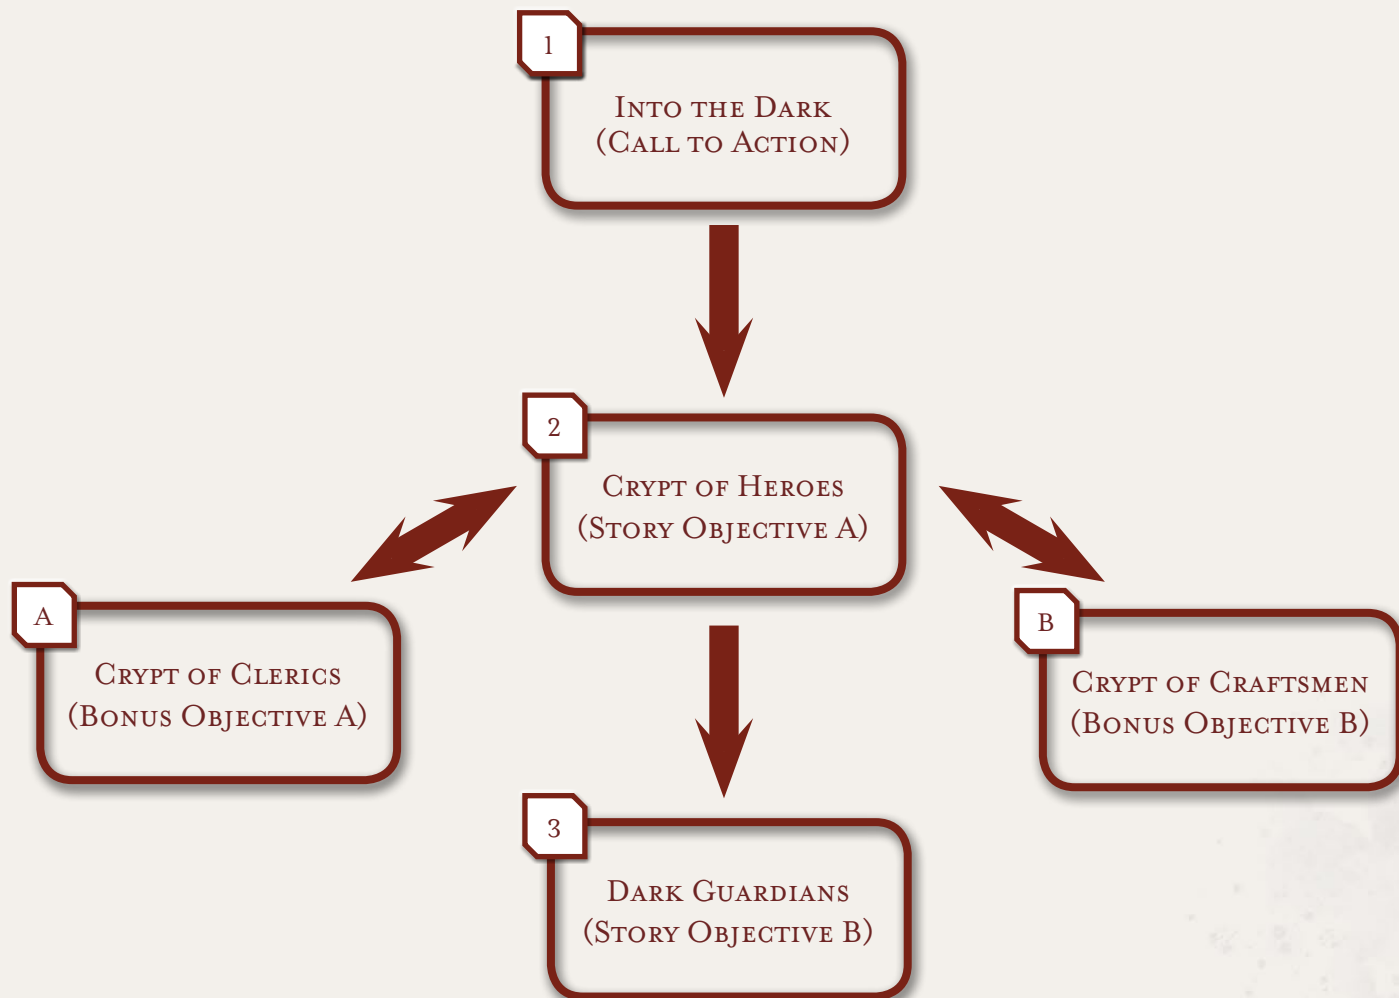 1
Into the Dark
(Call to Action)
2
Crypt of Heroes
(Story Objective A)
A
Crypt of Clerics
(Bonus Objective A)
B
Crypt of Craftsmen
(Bonus Objective B)
3
Dark Guardians
(Story Objective B)